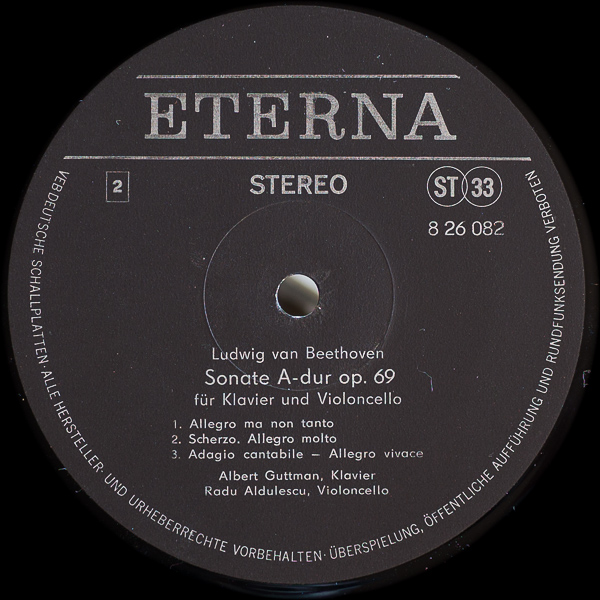 ETERNA
2
STEREO
ST 33
8 26 082
Ludwig van Beethoven
Sonate A-dur op. 69
für Klavier und Violoncello
1. Allegro ma non tanto
2. Scherzo. Allegro molto
3. Adagio cantabile – Allegro vivace
Albert Guttman, Klavier
Radu Aldulescu, Violoncello
VEB DEUTSCHE SCHALLPLATTEN · ALLE HERSTELLER- UND URHEBERRECHTE VORBEHALTEN · ÜBERSPIELUNG, ÖFFENTLICHE AUFFÜHRUNG UND RUNDFUNKSENDUNG VERBOTEN